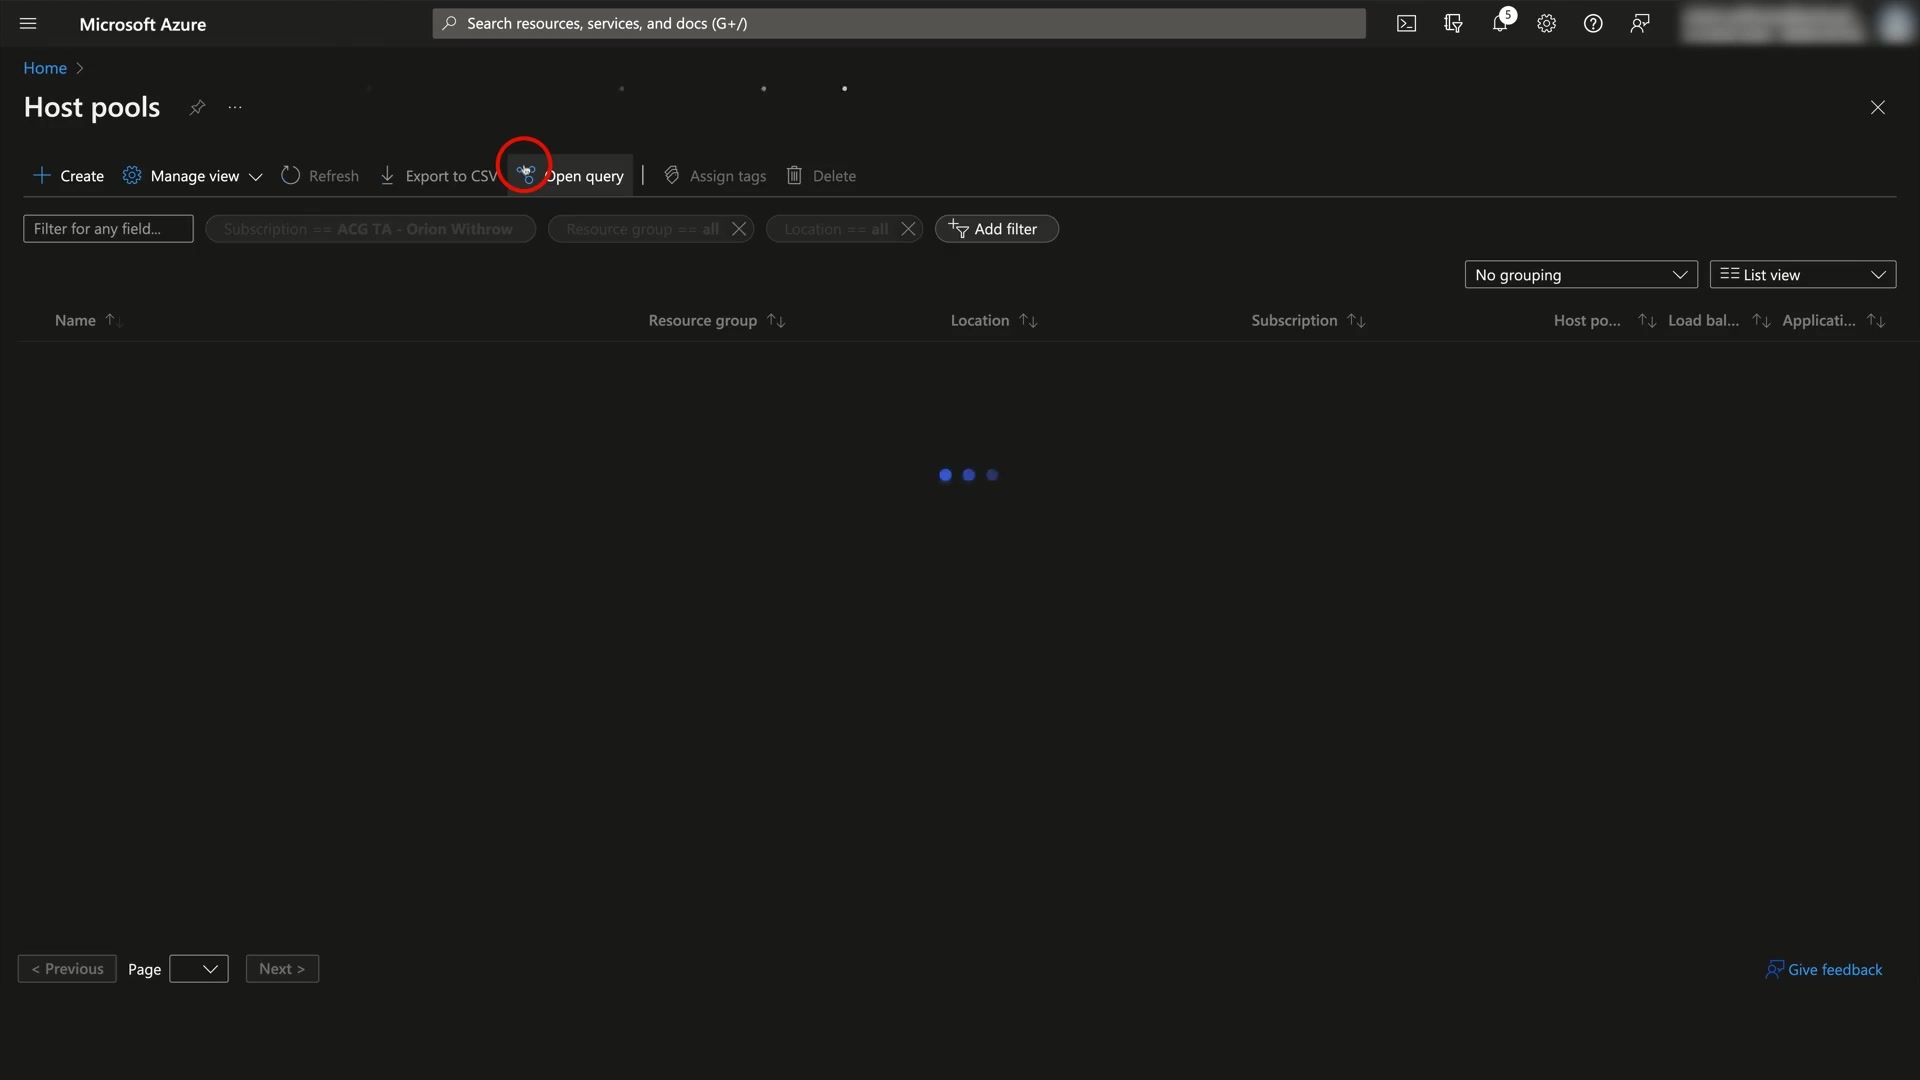 Microsoft Azure
Search resources, services, and docs (G+/)
5
Home
Host pools
Create
Manage view
Refresh
Export to CSV
Open query
Assign tags
Delete
Filter for any field...
Subscription == ACG TA - Orion Withrow
Resource group == all
Location == all
Add filter
No grouping
List view
Name
Resource group
Location
Subscription
Host po...
Load bal...
Applicati...
< Previous
Page
Next >
Give feedback